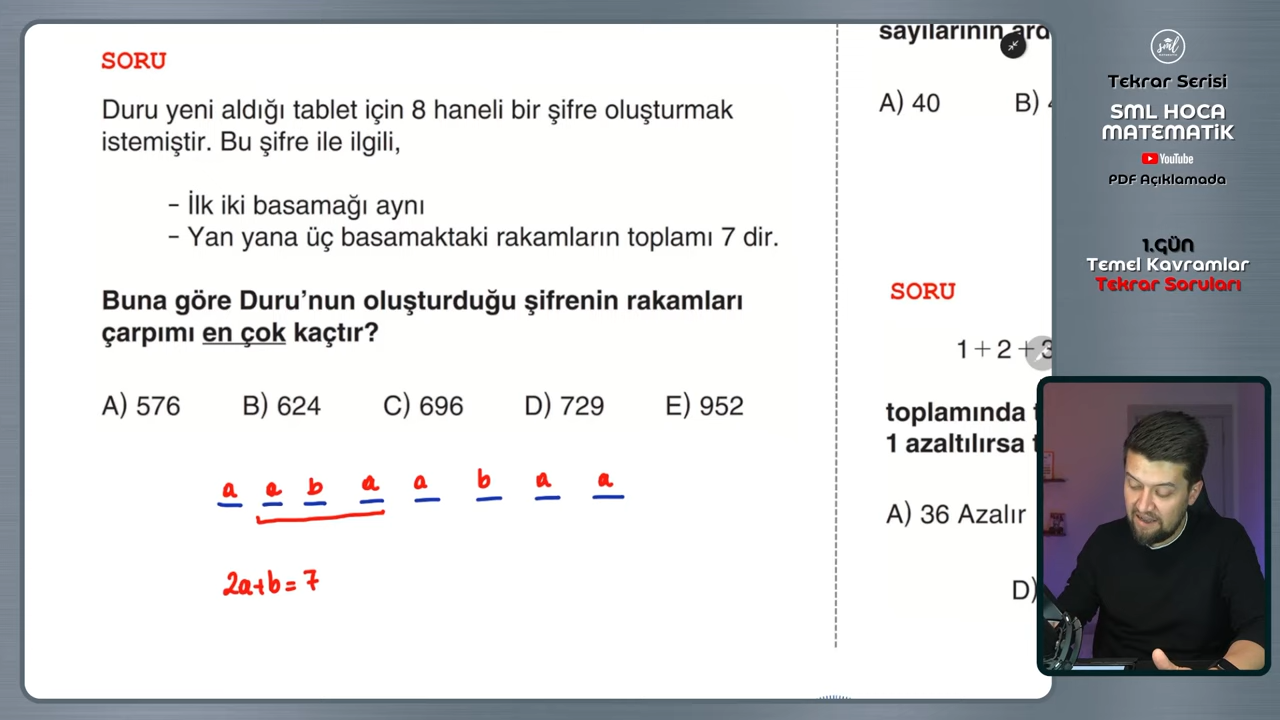 SORU
Duru yeni aldığı tablet için 8 haneli bir şifre oluşturmak
istemiştir. Bu şifre ile ilgili,
– İlk iki basamağı aynı
– Yan yana üç basamaktaki rakamların toplamı 7 dir.
Buna göre Duru’nun oluşturduğu şifrenin rakamları
çarpımı en çok kaçtır?
A) 576 B) 624 C) 696 D) 729 E) 952
a a b a a b a a
2a+b=7
sayılarının ard
A) 40 B)
SORU
1+2+3
toplamında
1 azaltılırsa
A) 36 Azalır
D)
sml
Tekrar Serisi
SML HOCA
MATEMATİK
YouTube
PDF Açıklamada
1.GÜN
Temel Kavramlar
Tekrar Soruları